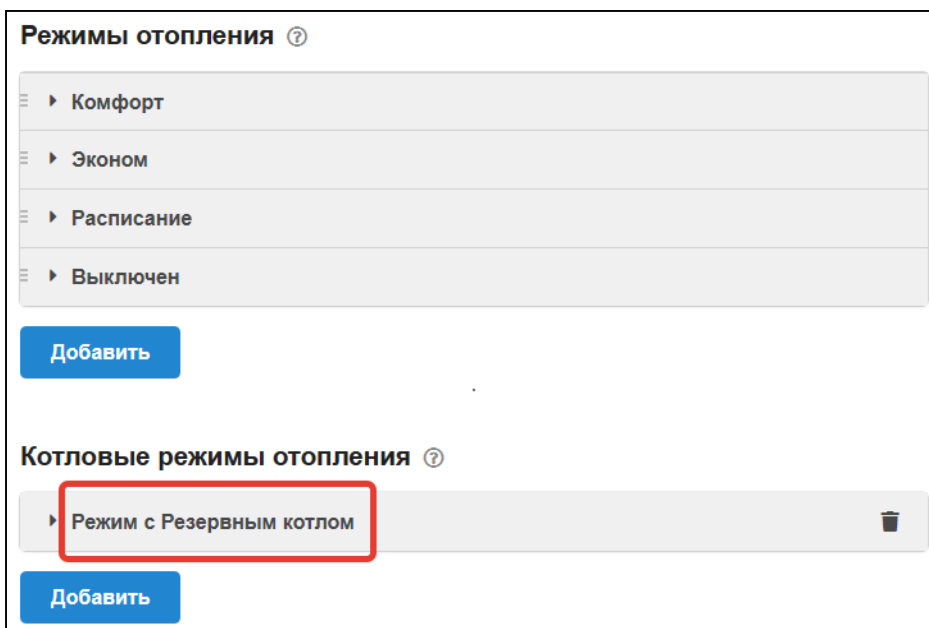 Режимы отопления ?
Комфорт
Эконом
Расписание
Выключен
Добавить
Котловые режимы отопления ?
Режим с Резервным котлом
Добавить